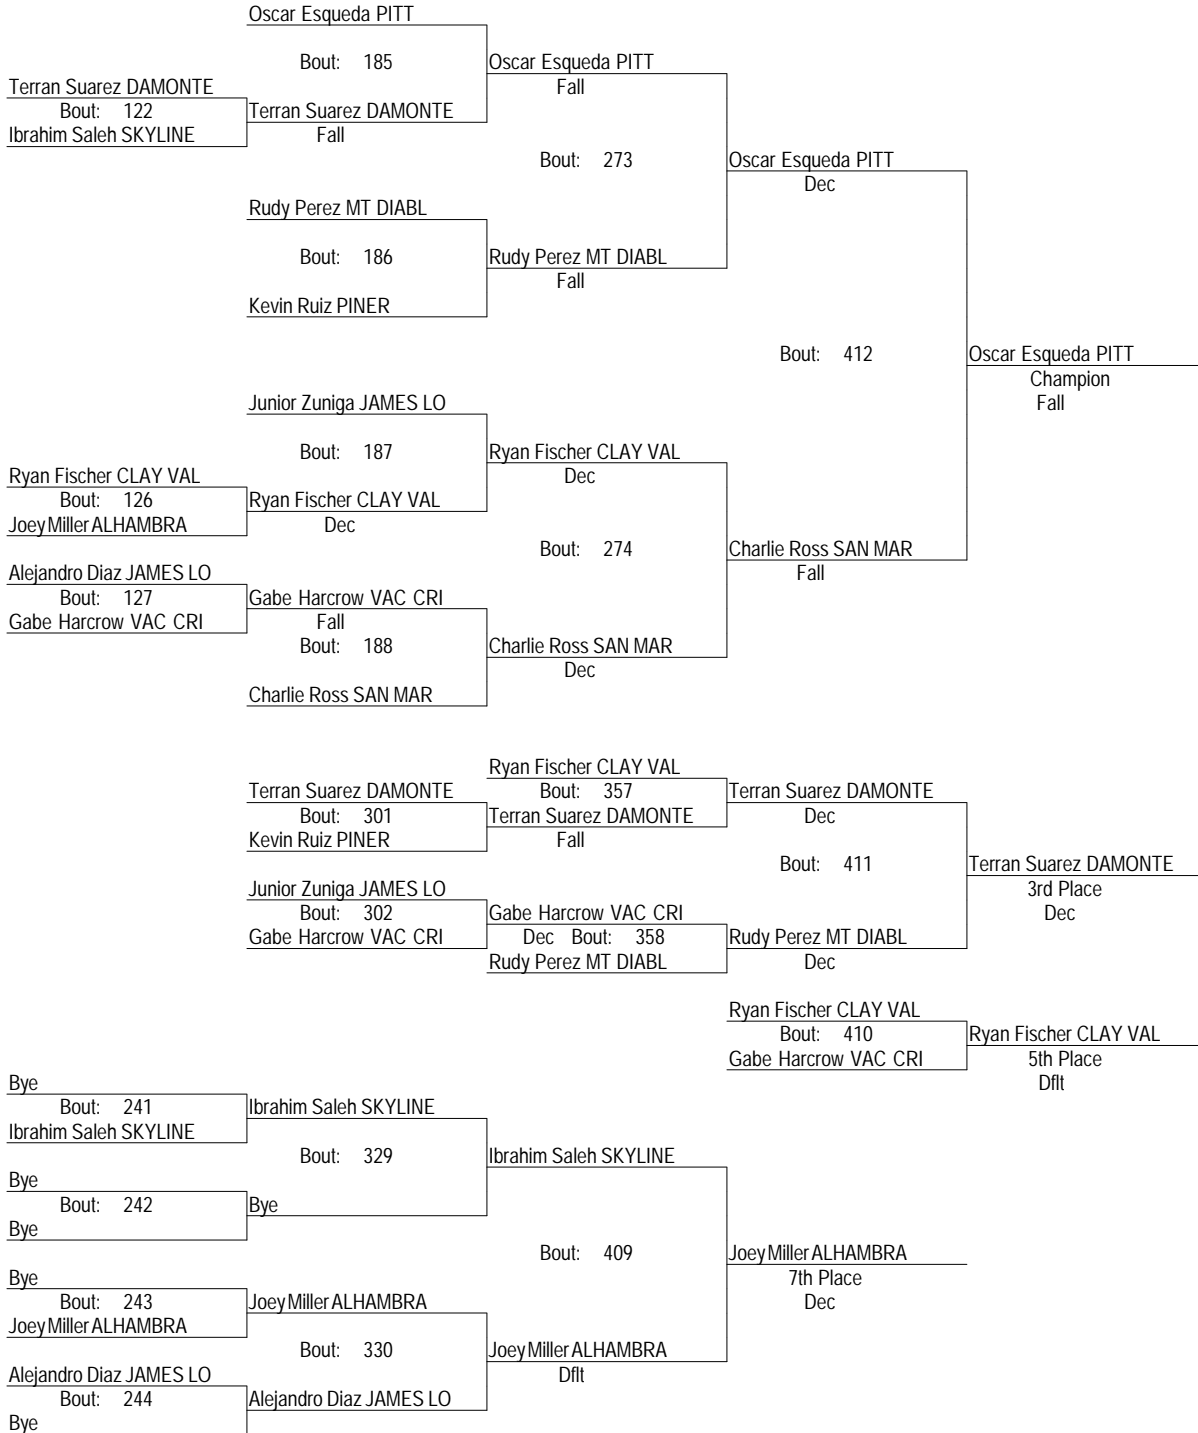 Oscar Esqueda PITT
Bout: 185
Oscar Esqueda PITT
Fall
Terran Suarez DAMONTE
Bout: 122
Terran Suarez DAMONTE
Ibrahim Saleh SKYLINE
Fall
Bout: 273
Oscar Esqueda PITT
Dec
Rudy Perez MT DIABL
Bout: 186
Rudy Perez MT DIABL
Fall
Kevin Ruiz PINER
Bout: 412
Oscar Esqueda PITT
Champion
Fall
Junior Zuniga JAMES LO
Bout: 187
Ryan Fischer CLAY VAL
Dec
Ryan Fischer CLAY VAL
Bout: 126
Ryan Fischer CLAY VAL
Joey Miller ALHAMBRA
Dec
Bout: 274
Charlie Ross SAN MAR
Fall
Alejandro Diaz JAMES LO
Bout: 127
Gabe Harcrow VAC CRI
Gabe Harcrow VAC CRI
Fall
Bout: 188
Charlie Ross SAN MAR
Dec
Charlie Ross SAN MAR
Ryan Fischer CLAY VAL
Terran Suarez DAMONTE
Bout: 357
Terran Suarez DAMONTE
Bout: 301
Terran Suarez DAMONTE
Dec
Kevin Ruiz PINER
Fall
Bout: 411
Terran Suarez DAMONTE
3rd Place
Dec
Junior Zuniga JAMES LO
Bout: 302
Gabe Harcrow VAC CRI
Gabe Harcrow VAC CRI
Dec Bout: 358
Rudy Perez MT DIABL
Rudy Perez MT DIABL
Dec
Ryan Fischer CLAY VAL
Bout: 410
Ryan Fischer CLAY VAL
Gabe Harcrow VAC CRI
5th Place
Dflt
Bye
Bout: 241
Ibrahim Saleh SKYLINE
Ibrahim Saleh SKYLINE
Bout: 329
Ibrahim Saleh SKYLINE
Bye
Bout: 242
Bye
Bye
Bout: 409
Joey Miller ALHAMBRA
7th Place
Dec
Bye
Bout: 243
Joey Miller ALHAMBRA
Joey Miller ALHAMBRA
Bout: 330
Joey Miller ALHAMBRA
Dflt
Alejandro Diaz JAMES LO
Bout: 244
Alejandro Diaz JAMES LO
Bye